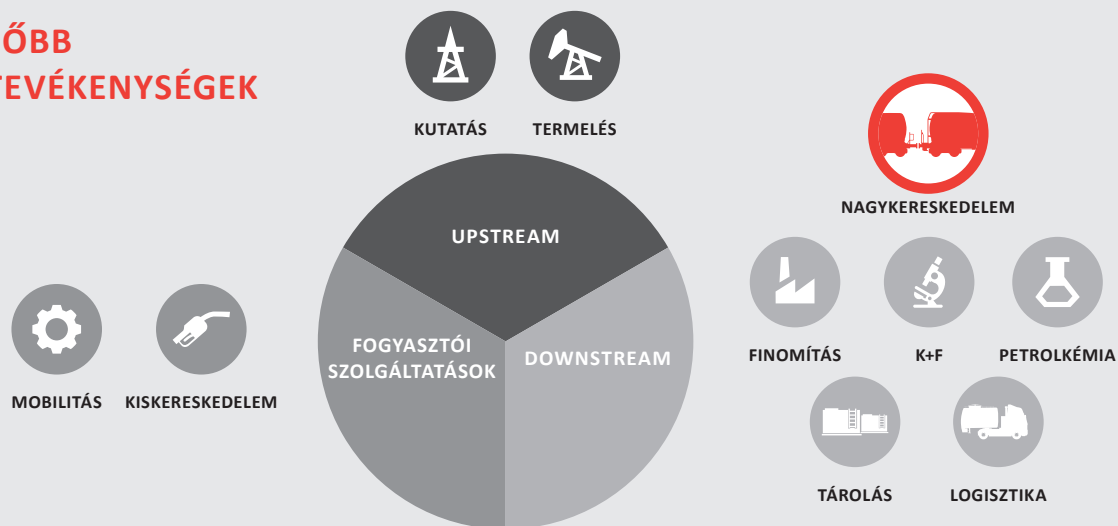 ŐBB
TEVÉKENYSÉGEK
KUTATÁS
TERMELÉS
NAGYKERESKEDELEM
UPSTREAM
FOGYASZTÓI
SZOLGÁLTATÁSOK
DOWNSTREAM
FINOMÍTÁS
K+F
PETROLKÉMIA
MOBILITÁS
KISKERESKEDELEM
TÁROLÁS
LOGISZTIKA